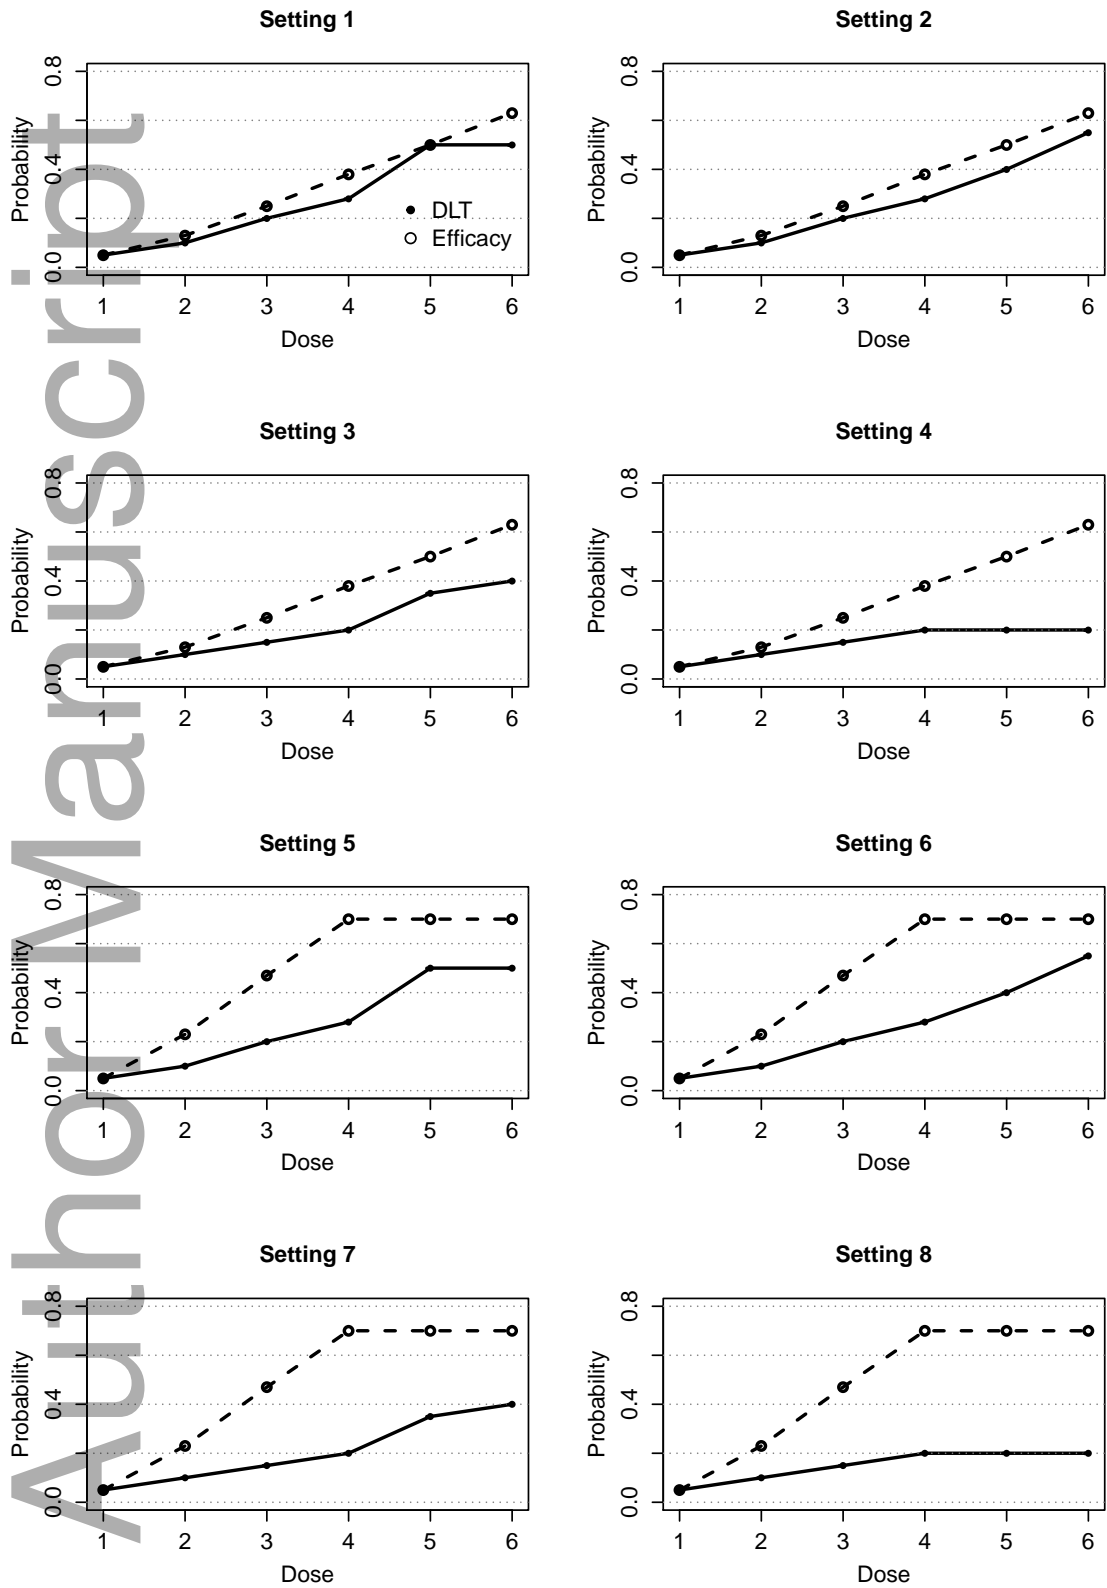 Author Manuscript
Setting 1
Probability
0.0 0.4 0.8
DLT
Efficacy
1 2 3 4 5 6
Dose
Setting 2
Probability
0.0 0.4 0.8
1 2 3 4 5 6
Dose
Setting 3
Probability
0.0 0.4 0.8
1 2 3 4 5 6
Dose
Setting 4
Probability
0.0 0.4 0.8
1 2 3 4 5 6
Dose
Setting 5
Probability
0.0 0.4 0.8
1 2 3 4 5 6
Dose
Setting 6
Probability
0.0 0.4 0.8
1 2 3 4 5 6
Dose
Setting 7
Probability
0.0 0.4 0.8
1 2 3 4 5 6
Dose
Setting 8
Probability
0.0 0.4 0.8
1 2 3 4 5 6
Dose